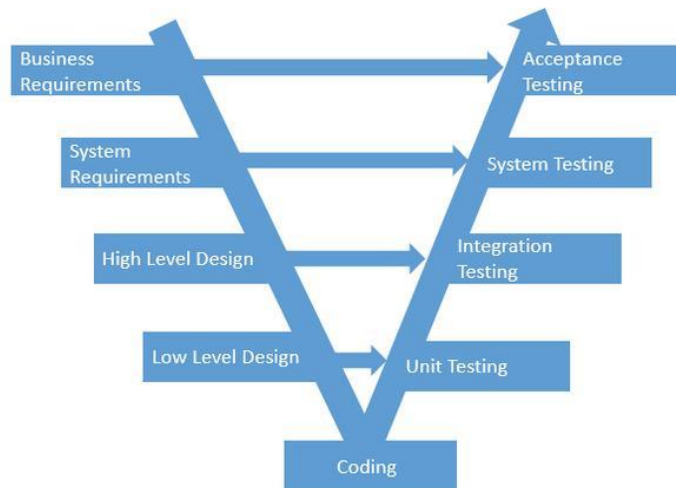 Business
Requirements
Acceptance
Testing
System
Requirements
System Testing
High Level Design
Integration
Testing
Low Level Design
Unit Testing
Coding